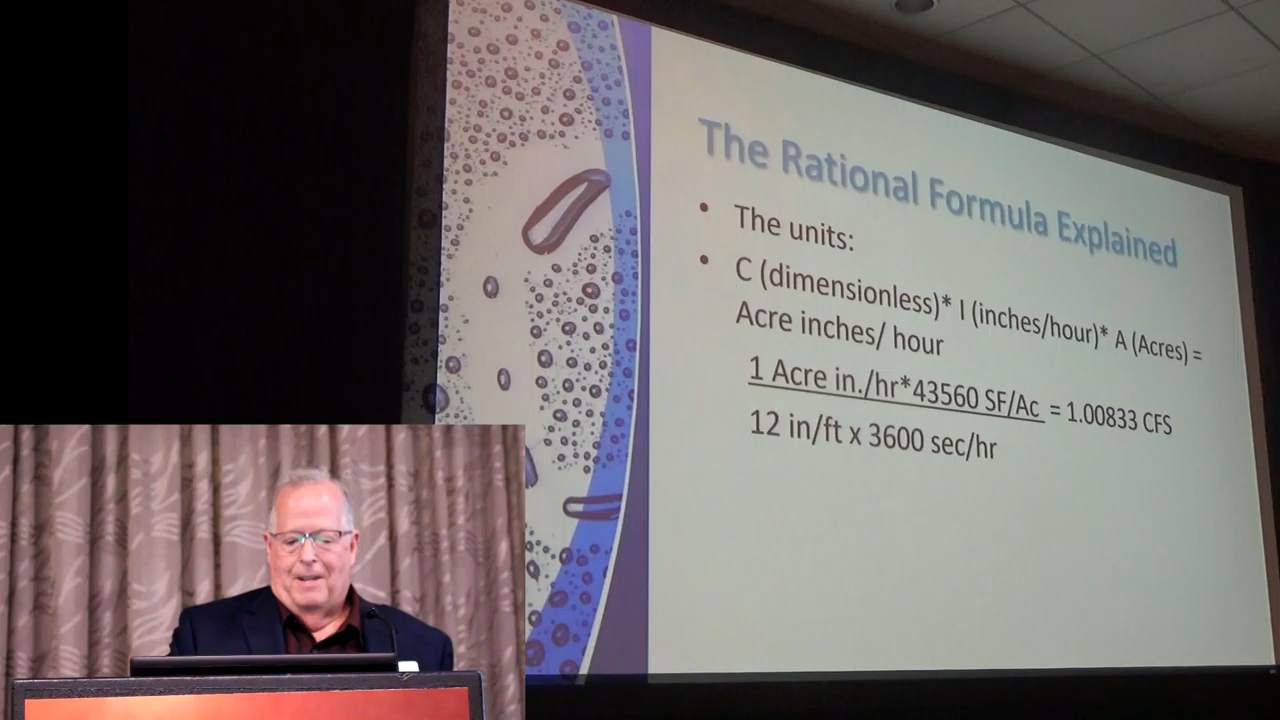 The Rational Formula Explained
• The units:
• C (dimensionless)* I (inches/hour)* A (Acres) =
Acre inches/ hour
1 Acre in./hr*43560 SF/Ac = 1.00833 CFS
12 in/ft x 3600 sec/hr